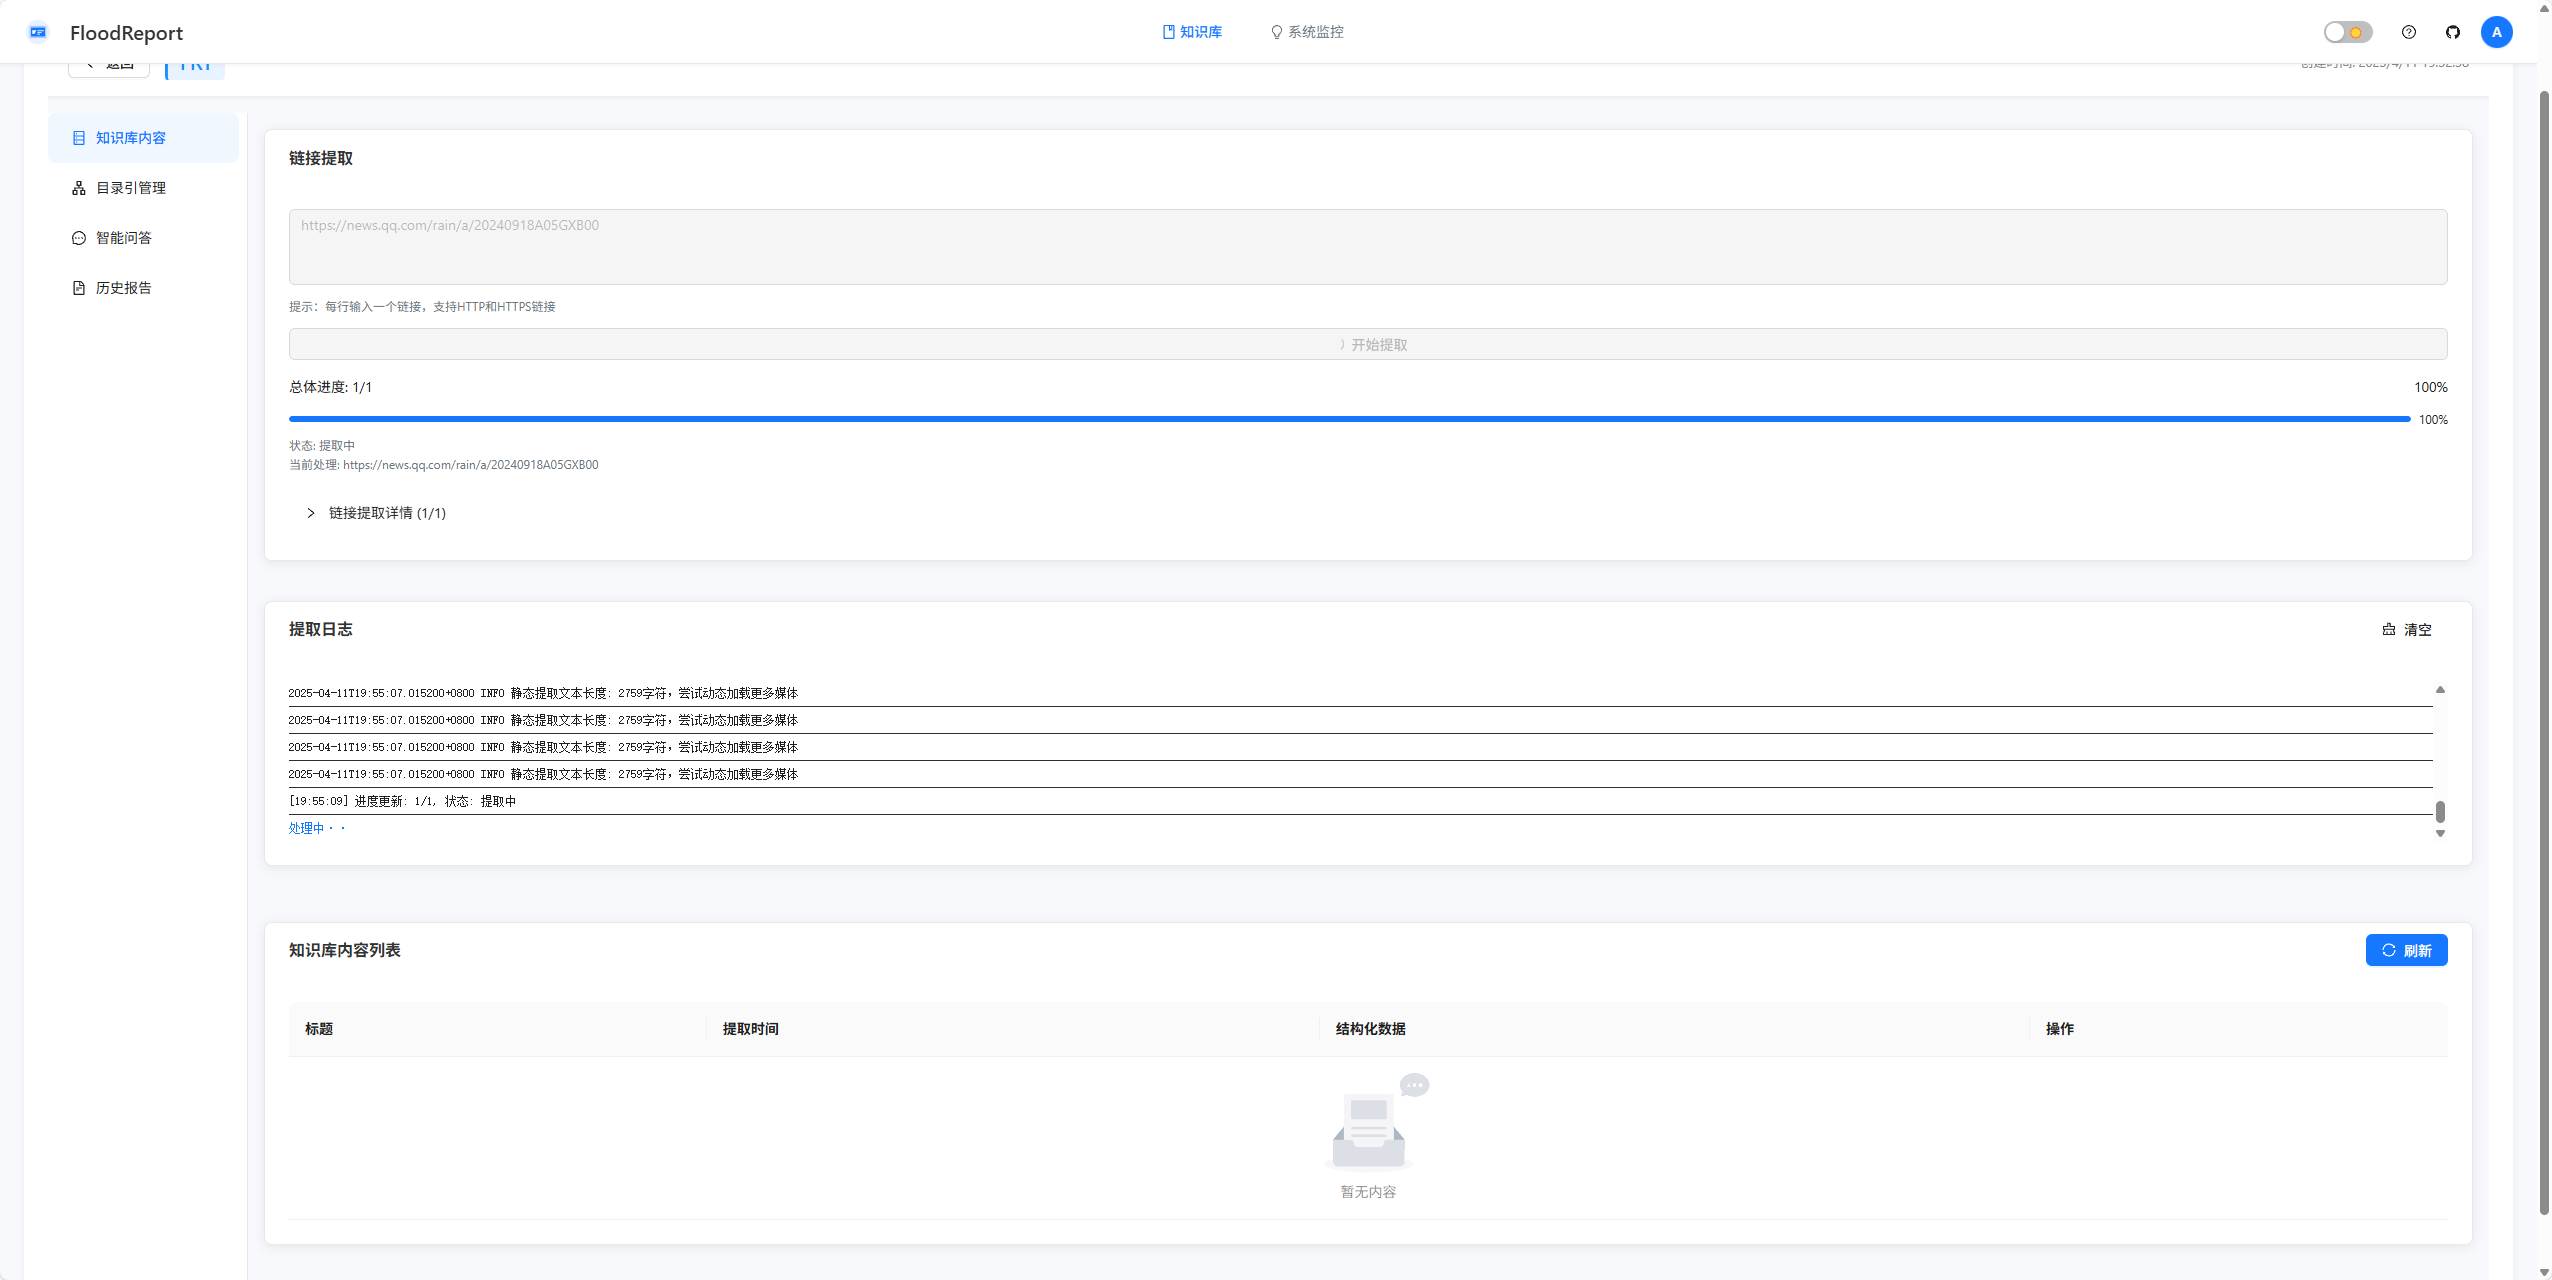 FloodReport
知识库
系统监控
A
知识库内容
目录引管理
智能问答
历史报告
链接提取
https://news.qq.com/rain/a/20240918A05GXB00
提示：每行输入一个链接，支持HTTP和HTTPS链接
开始提取
总体进度: 1/1
100%
100%
状态: 提取中
当前处理: https://news.qq.com/rain/a/20240918A05GXB00
链接提取详情 (1/1)
提取日志
清空
2025-04-11T19:55:07.015200+0800 INFO 静态提取文本长度: 2759字符，尝试动态加载更多媒体
2025-04-11T19:55:07.015200+0800 INFO 静态提取文本长度: 2759字符，尝试动态加载更多媒体
2025-04-11T19:55:07.015200+0800 INFO 静态提取文本长度: 2759字符，尝试动态加载更多媒体
2025-04-11T19:55:07.015200+0800 INFO 静态提取文本长度: 2759字符，尝试动态加载更多媒体
[19:55:09] 进度更新: 1/1, 状态: 提取中
处理中 · ·
知识库内容列表
刷新
标题
提取时间
结构化数据
操作
暂无内容